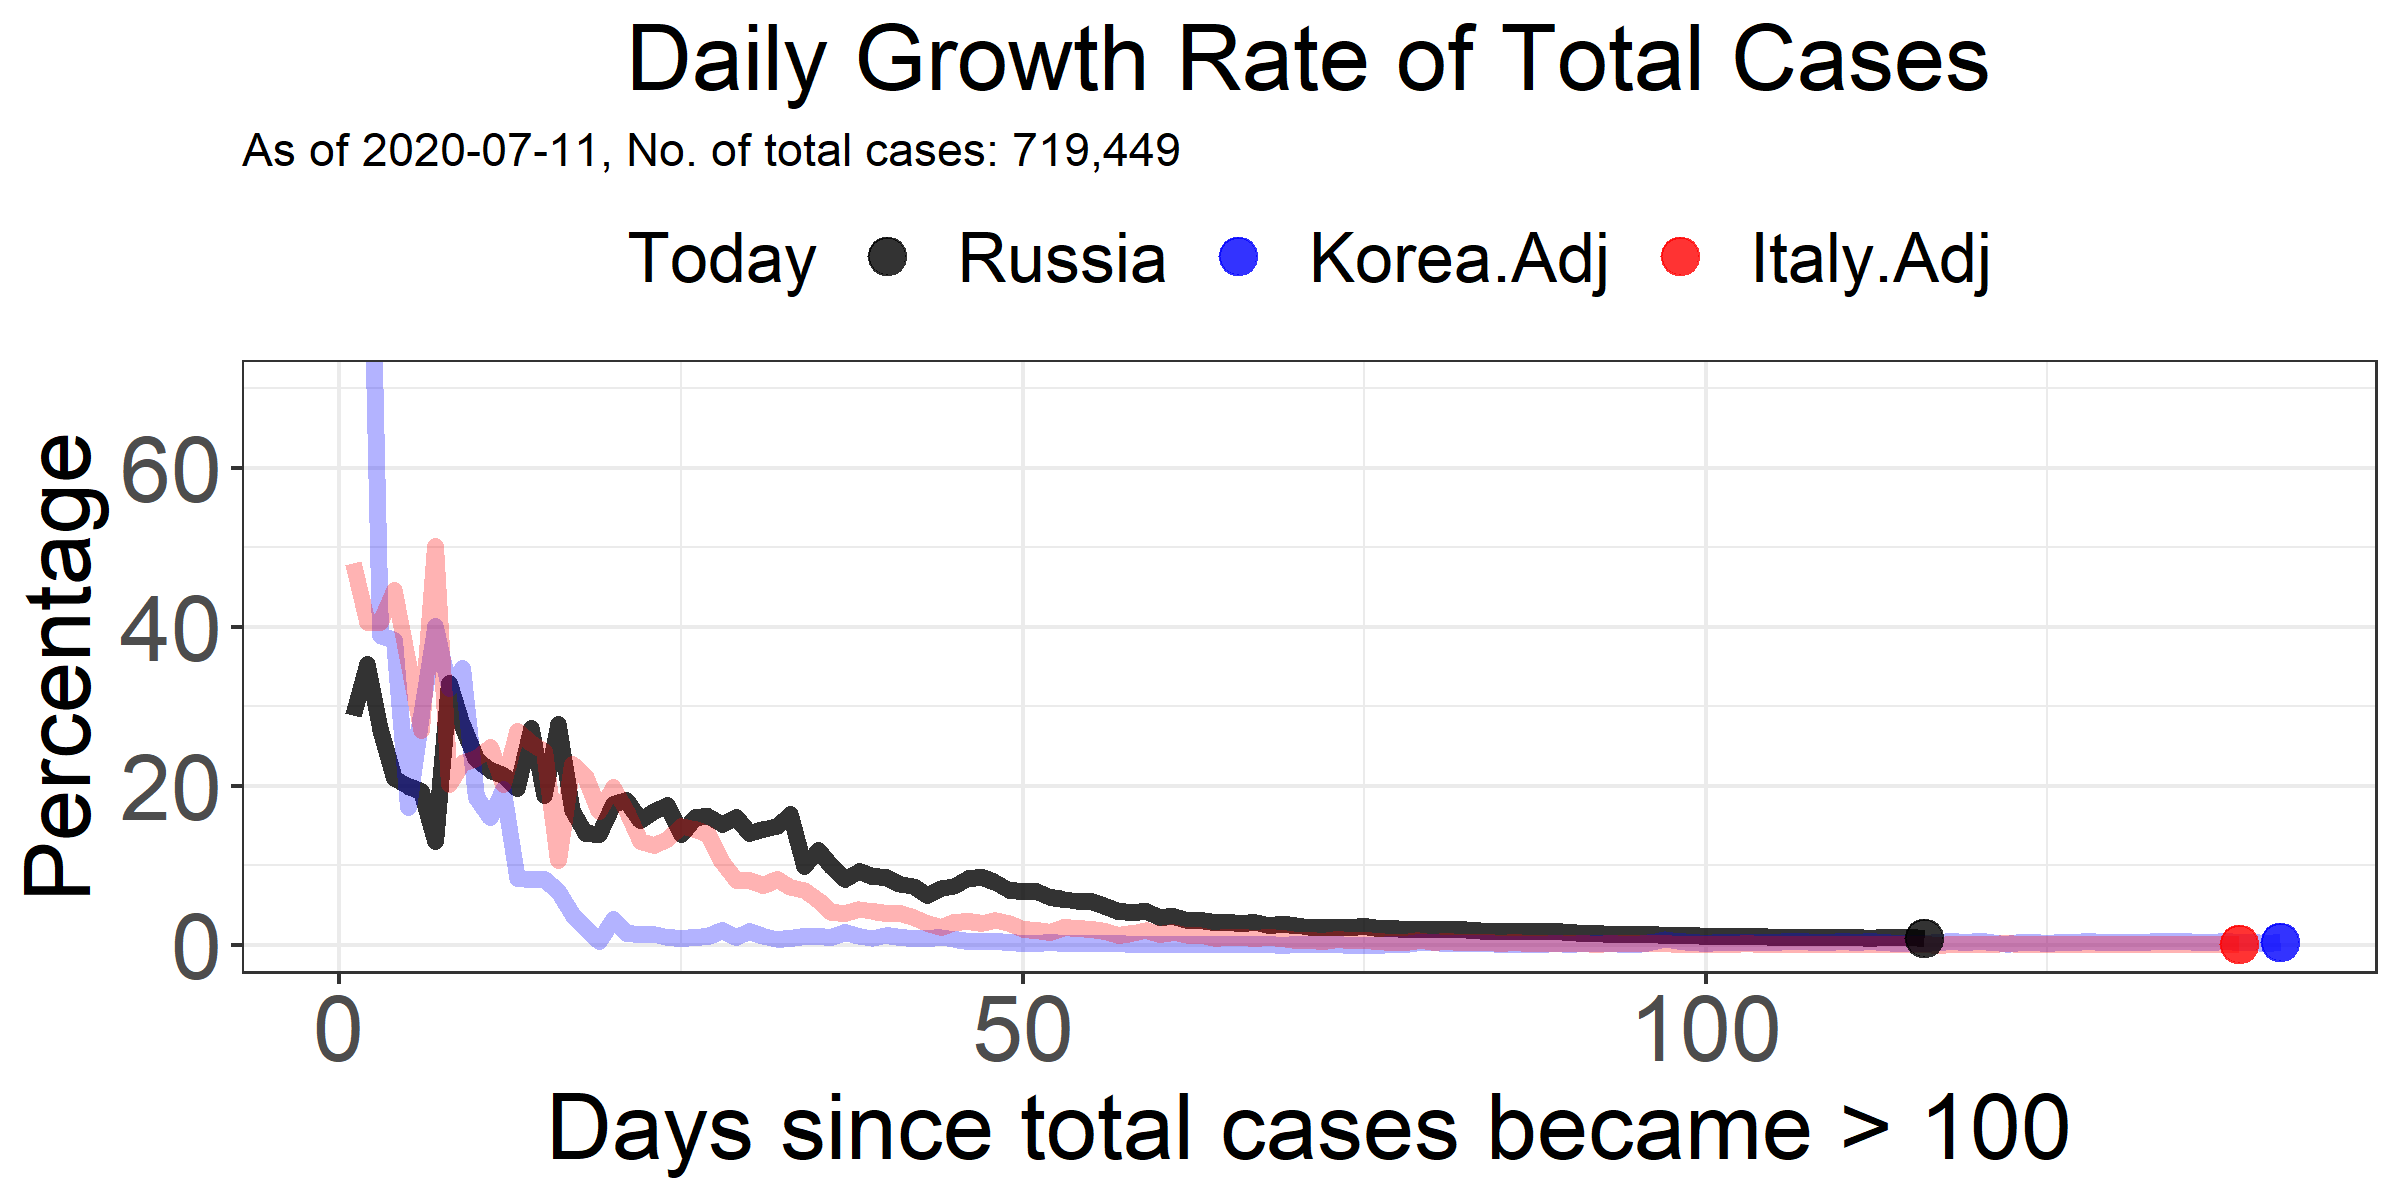 Daily Growth Rate of Total Cases
As of 2020-07-11, No. of total cases: 719,449
Today Russia Korea.Adj Italy.Adj
Percentage
60
40
20
0
0 50 100
Days since total cases became > 100